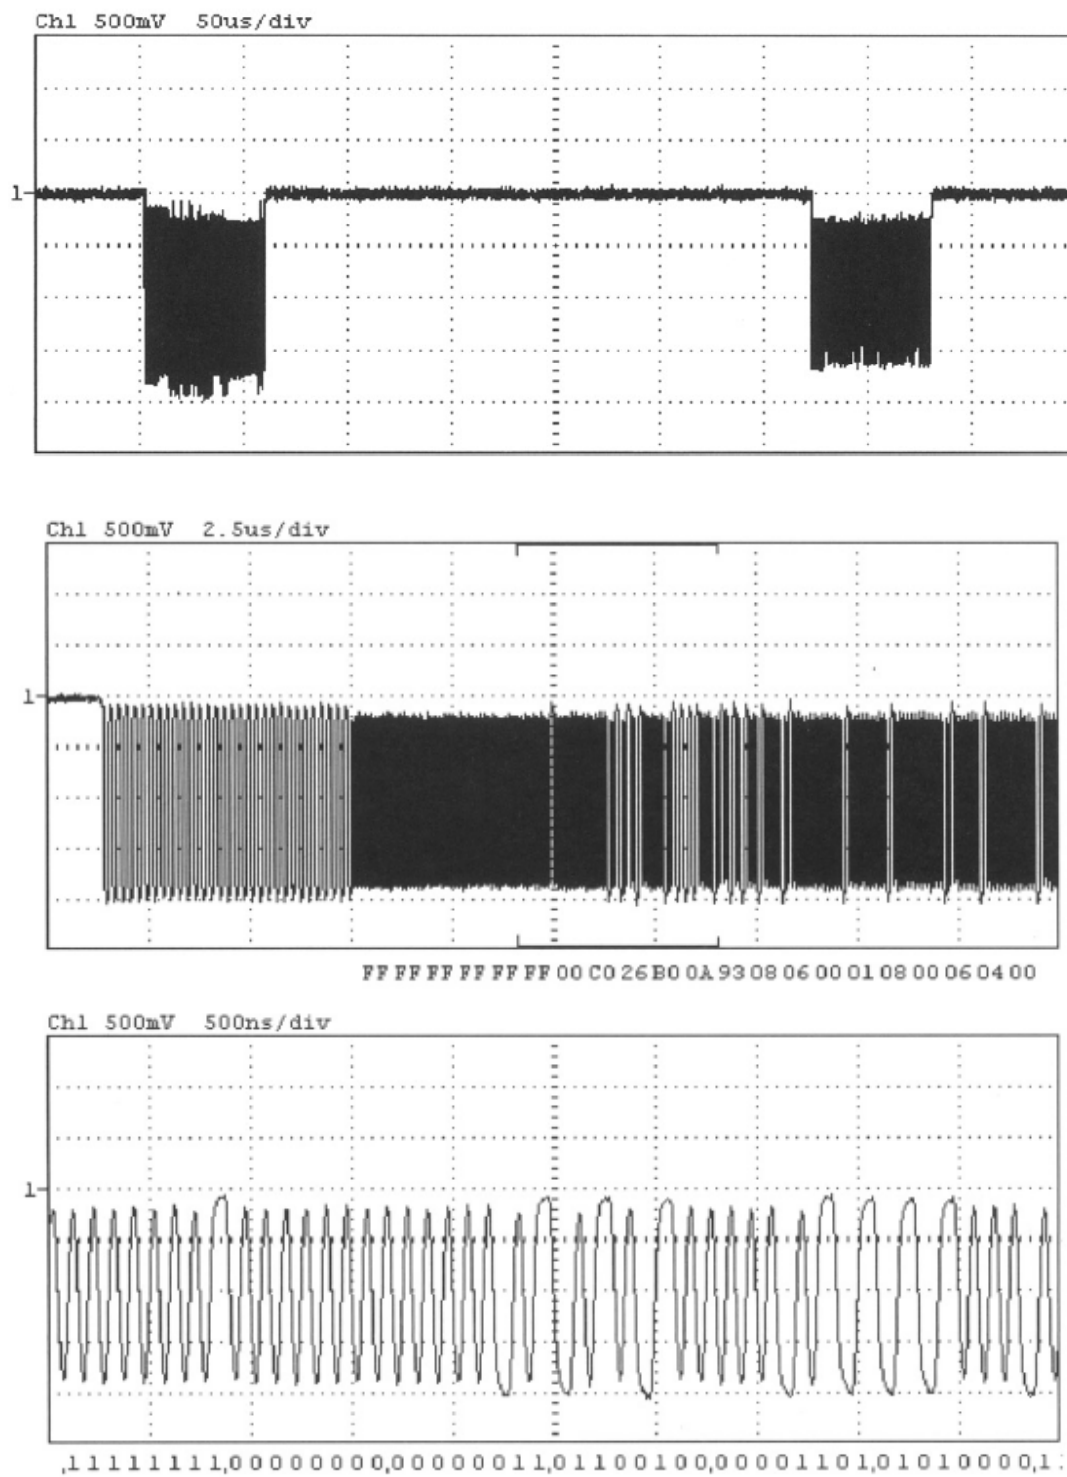 Ch1 500mV 50us/div
1
Ch1 500mV 2.5us/div
1
FF FF FF FF FF FF 00 C0 26 B0 0A 93 08 06 00 01 08 00 06 04 00
Ch1 500mV 500ns/div
1
,11111111,00000000,00000011,01100100,00001101,01010000,11